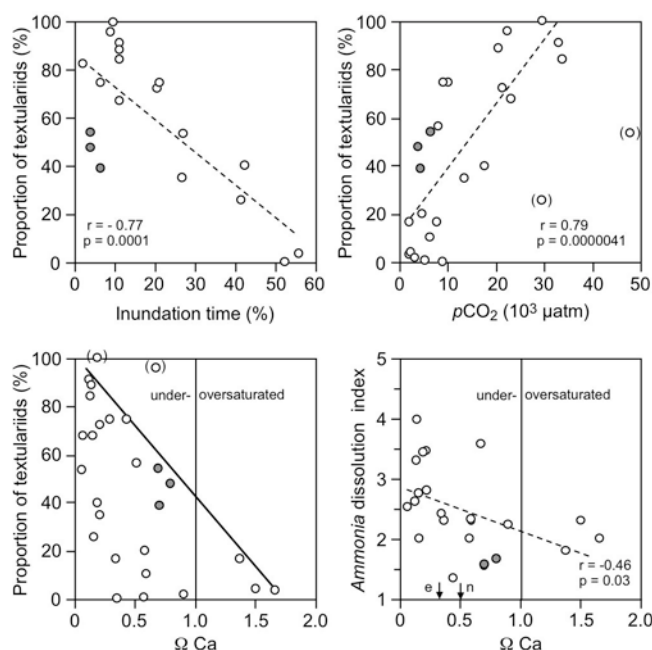 Proportion of textulariids (%)
100
80
60
40
20
0
r = - 0.77
p = 0.0001
0 10 20 30 40 50 60
Inundation time (%)
Proportion of textulariids (%)
100
80
60
40
20
0
( )
( )
r = 0.79
p = 0.0000041
0 10 20 30 40 50
pCO₂ (10³ µatm)
Proportion of textulariids (%)
100
80
60
40
20
0
( )
( )
under- oversaturated
0 0.5 1.0 1.5 2.0
Ω Ca
Ammonia dissolution index
5
4
3
2
1
under- oversaturated
r = -0.46
p = 0.03
e n
0 0.5 1.0 1.5 2.0
Ω Ca